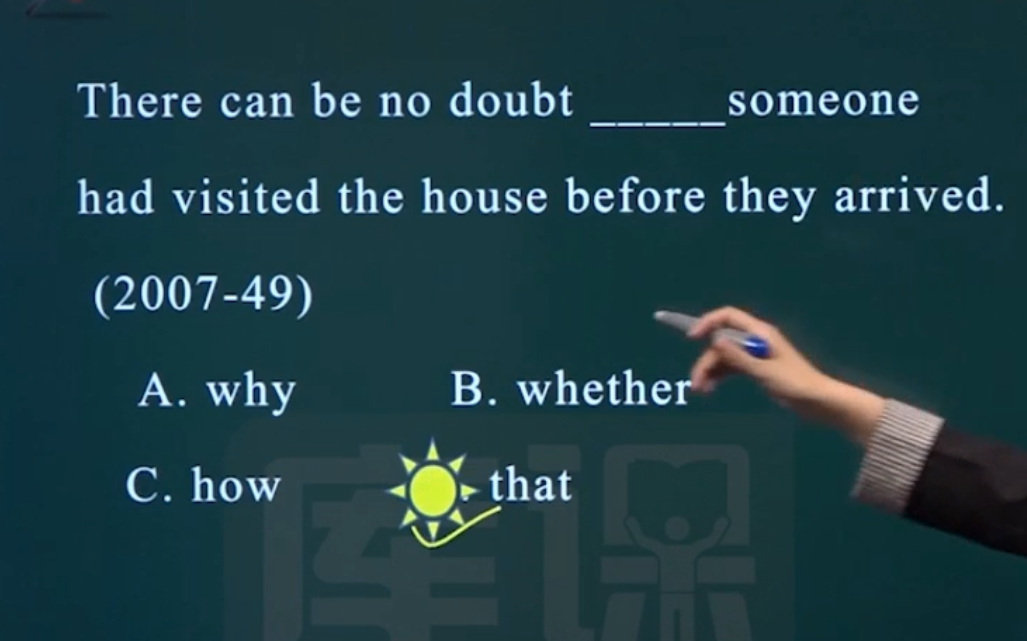 There can be no doubt _____someone
had visited the house before they arrived.
(2007-49)
A. why B. whether
C. how . that
库课